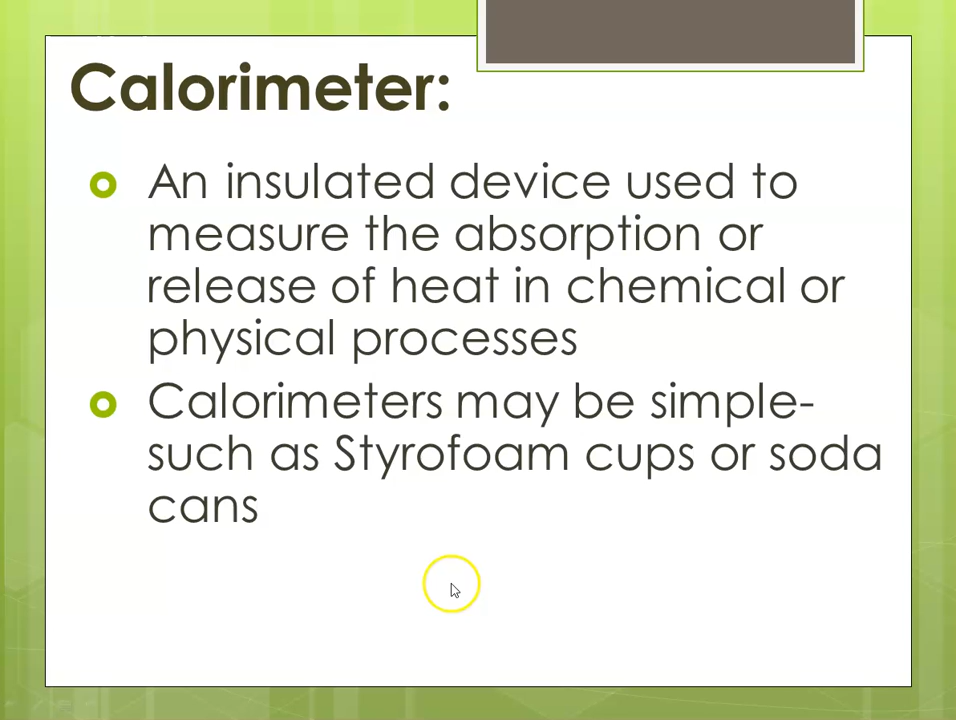 Calorimeter:
An insulated device used to
measure the absorption or
release of heat in chemical or
physical processes
Calorimeters may be simple-
such as Styrofoam cups or soda
cans